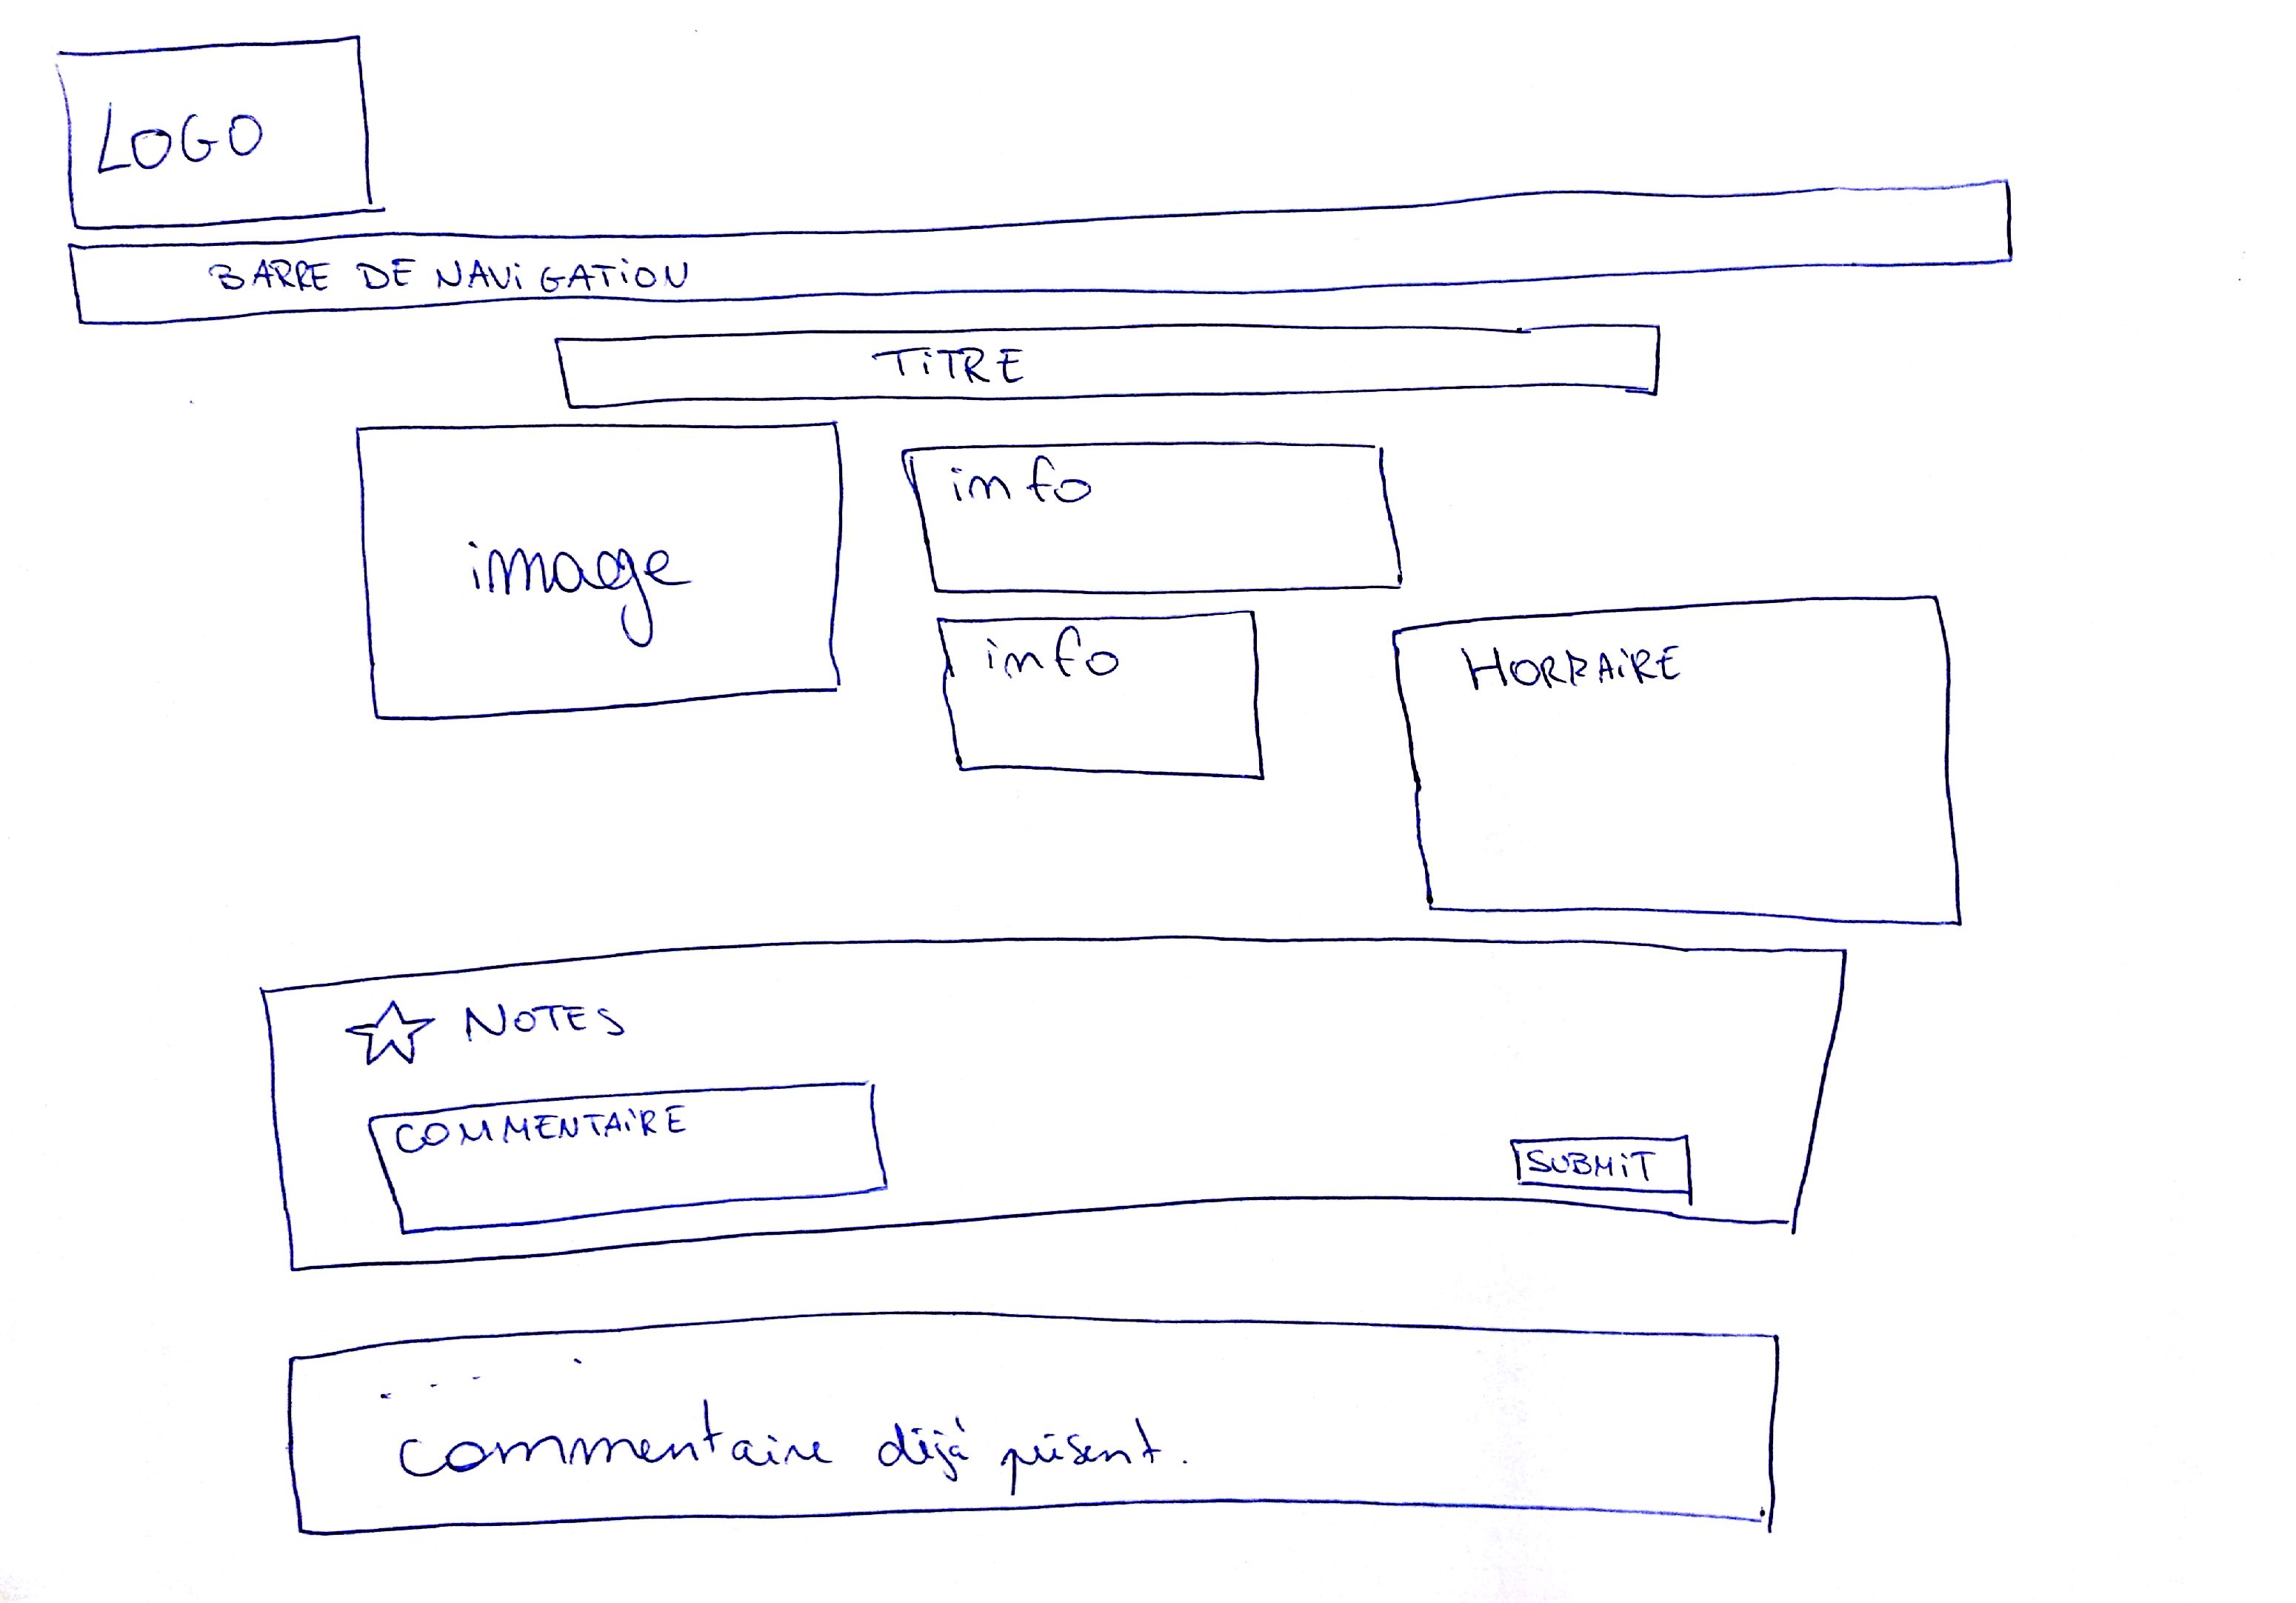 LOGO
BARRE DE NAViGATiON
TiTRE
image
info
info
HORRAiRE
NOTES
COMMENTAiRE
SUBMiT
commentaire déjà présent.